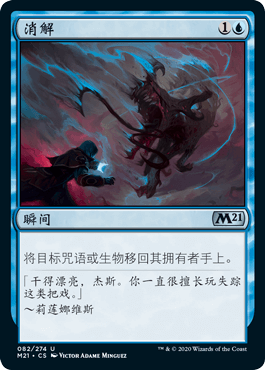 消解 1
瞬间 M21
将目标咒语或生物移回其拥有者手上。
「干得漂亮，杰斯。你一直很擅长玩失踪
这类把戏。」
～莉莲娜维斯
082/274 U
M21 • CS VICTOR ADAME MINGUEZ
™ & © 2020 Wizards of the Coast